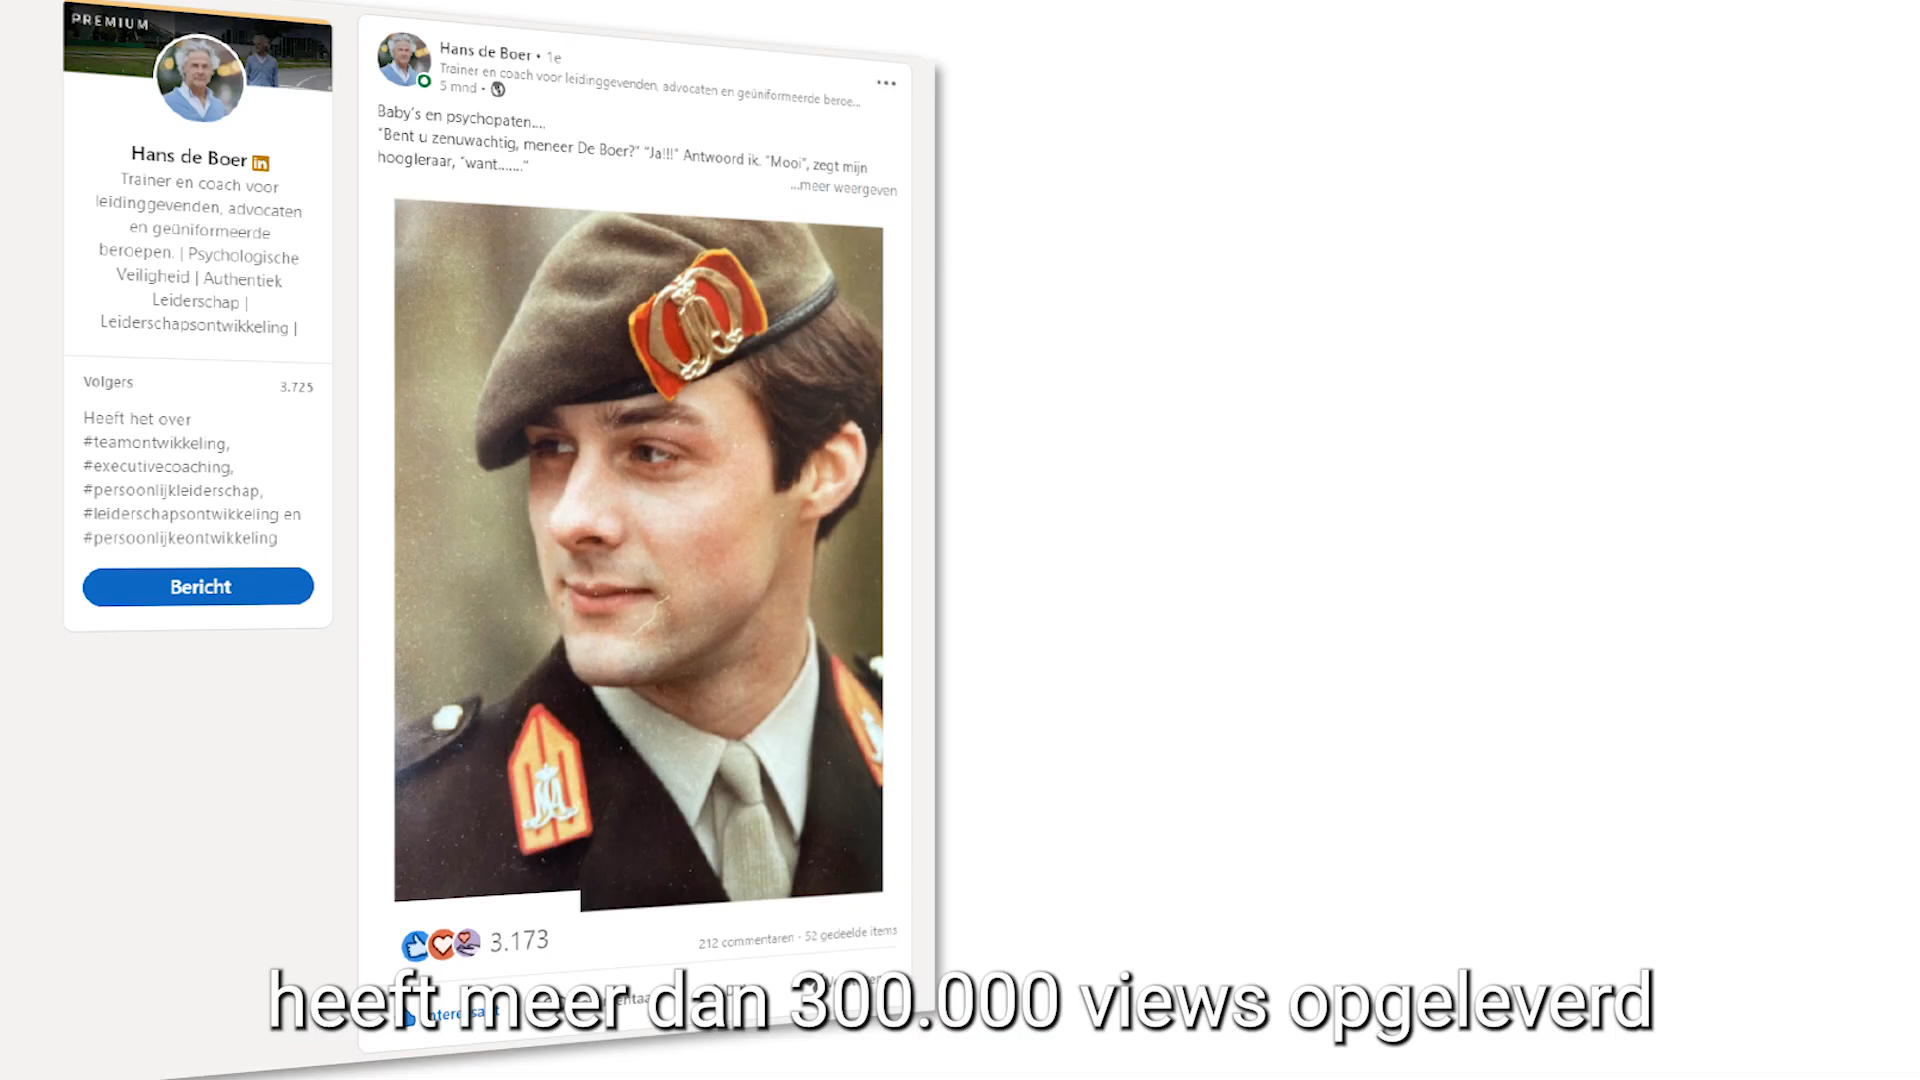 PREMIUM
Hans de Boer
Trainer en coach voor
leidinggevenden, advocaten
en geüniformeerde
beroepen. | Psychologische
Veiligheid | Authentiek
Leiderschap |
Leiderschapsontwikkeling |
Volgers 3.725
Heeft het over
#teamontwikkeling,
#executivecoaching,
#persoonlijkleiderschap,
#leiderschapsontwikkeling en
#persoonlijkeontwikkeling
Bericht
Hans de Boer • 1e
Trainer en coach voor leidinggevenden, advocaten en geüniformeerde beroe...
5 mnd •
Baby's en psychopaten....
"Bent u zenuwachtig, meneer De Boer?" "Ja!!!" Antwoord ik. "Mooi", zegt mijn
hoogleraar, "want......."
...meer weergeven
3.173
212 commentaren • 52 gedeelde items
heeft meer dan 300.000 views opgeleverd